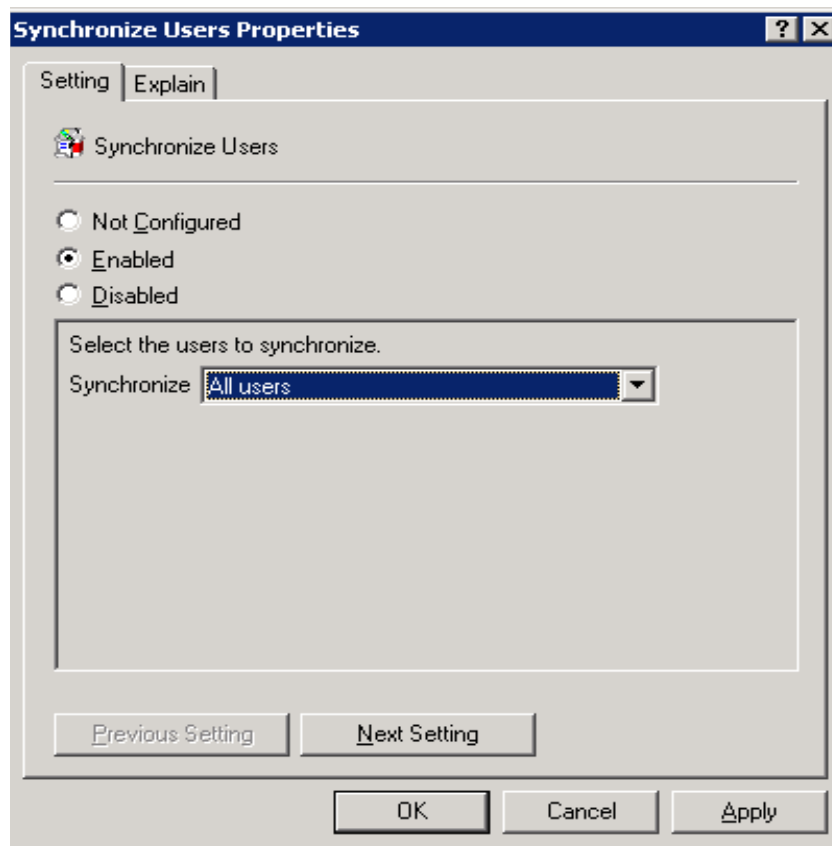 Synchronize Users Properties
Setting Explain
Synchronize Users
Not Configured
Enabled
Disabled
Select the users to synchronize.
Synchronize All users
Previous Setting Next Setting
OK Cancel Apply